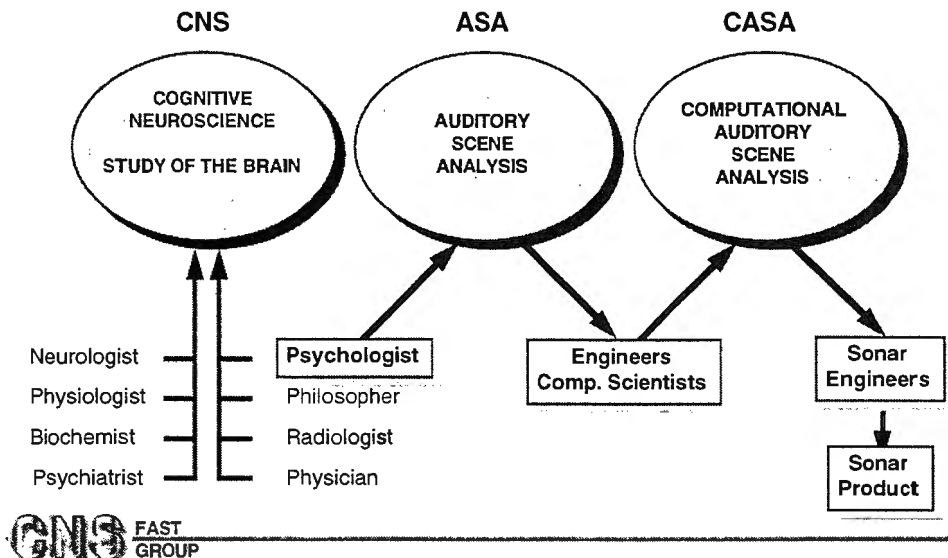 CNS
ASA
CASA
COGNITIVE
NEUROSCIENCE
STUDY OF THE BRAIN
AUDITORY
SCENE
ANALYSIS
COMPUTATIONAL
AUDITORY
SCENE
ANALYSIS
Neurologist
Physiologist
Biochemist
Psychiatrist
Psychologist
Philosopher
Radiologist
Physician
Engineers
Comp. Scientists
Sonar
Engineers
Sonar
Product
CNS
FAST
GROUP